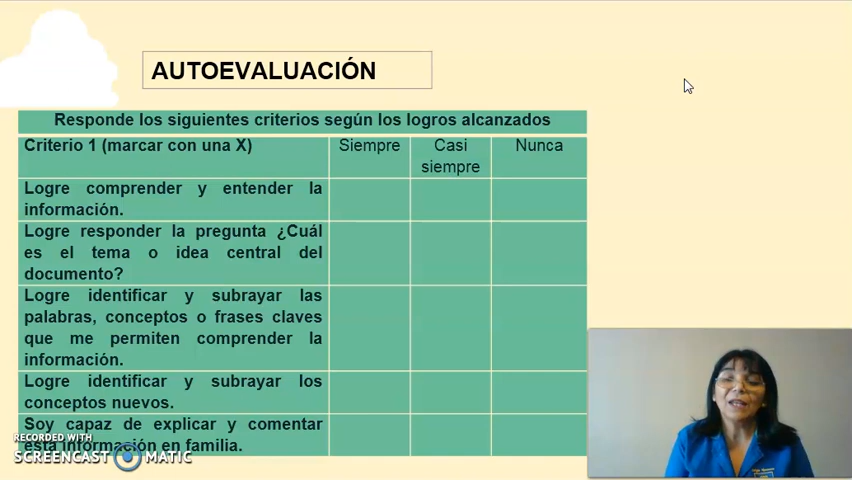 AUTOEVALUACIÓN
Responde los siguientes criterios según los logros alcanzados
Criterio 1 (marcar con una X)
Siempre
Casi
siempre
Nunca
Logre comprender y entender la
información.
Logre responder la pregunta ¿Cuál
es el tema o idea central del
documento?
Logre identificar y subrayar las
palabras, conceptos o frases claves
que me permiten comprender la
información.
Logre identificar y subrayar los
conceptos nuevos.
Soy capaz de explicar y comentar
esta información en familia.
RECORDED WITH
SCREENCAST MATIC